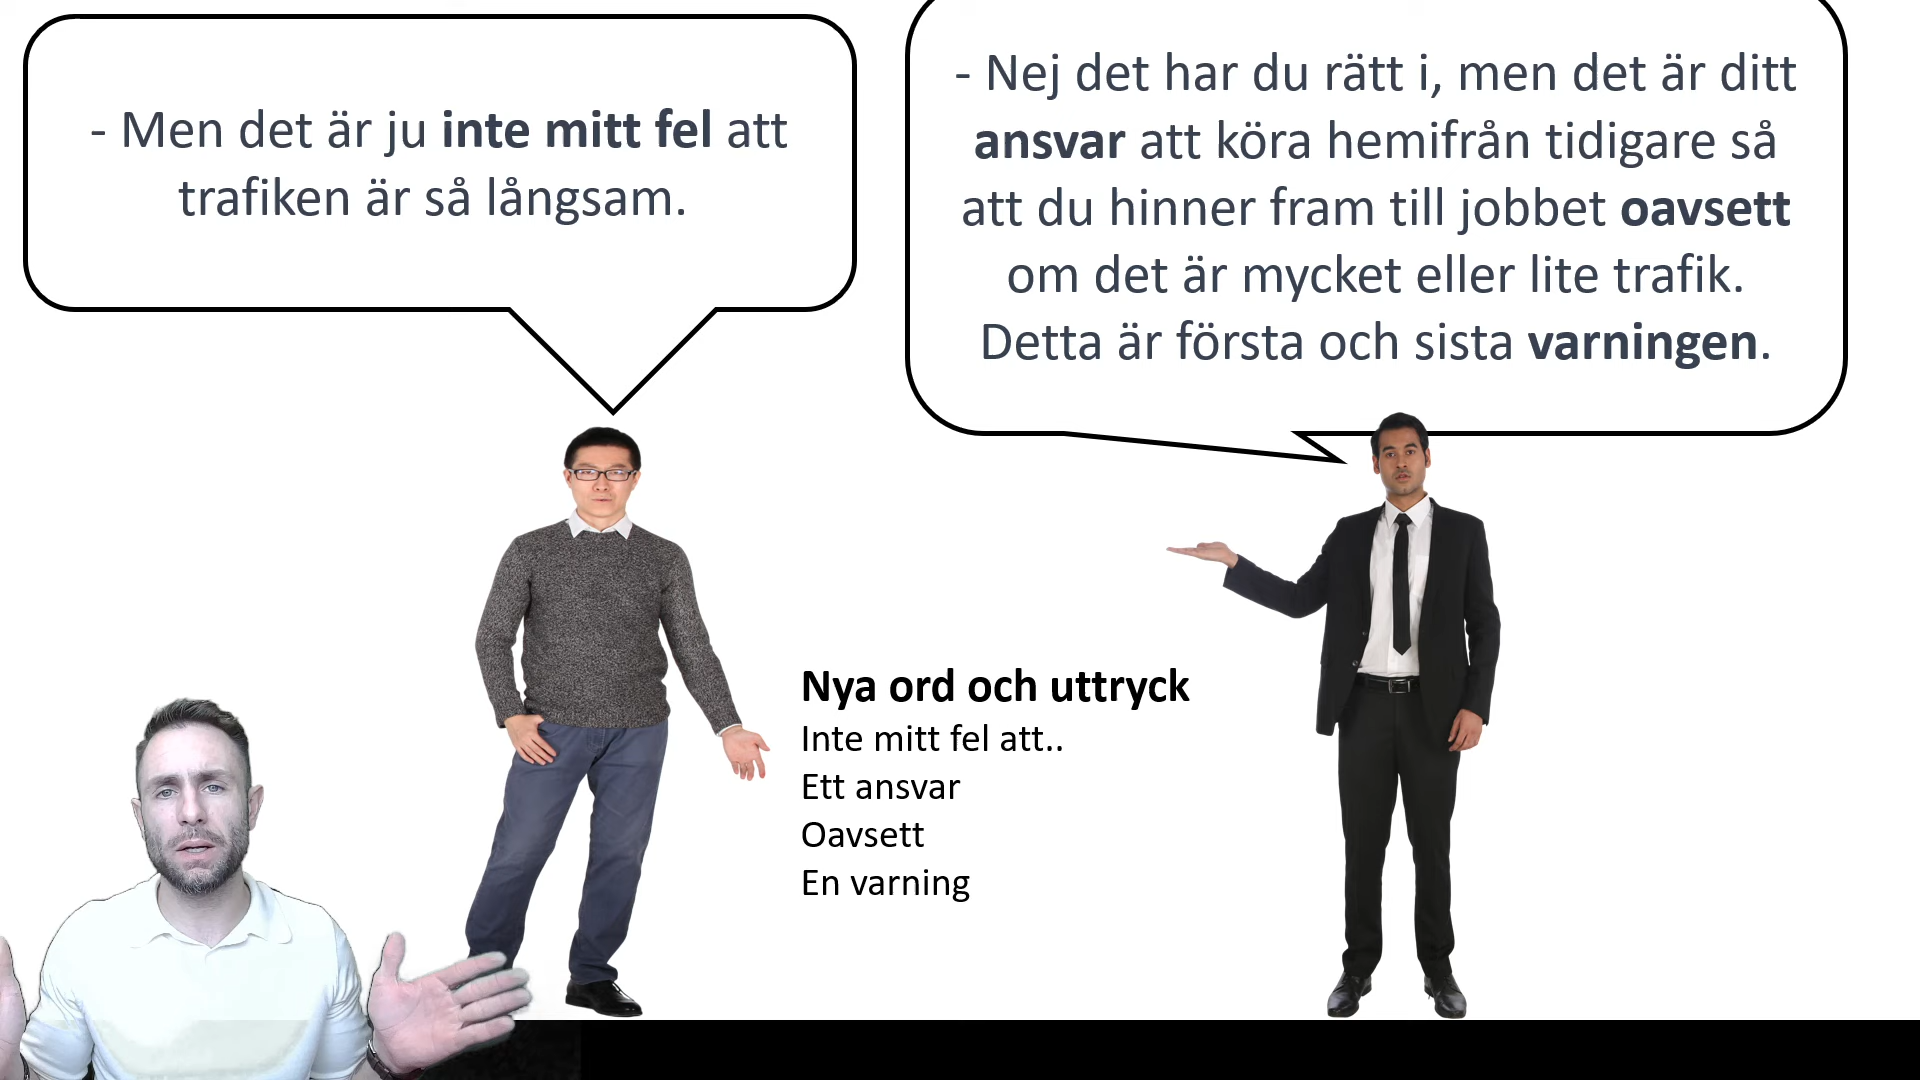 - Men det är ju inte mitt fel att
trafiken är så långsam.
- Nej det har du rätt i, men det är ditt
ansvar att köra hemifrån tidigare så
att du hinner fram till jobbet oavsett
om det är mycket eller lite trafik.
Detta är första och sista varningen.
Nya ord och uttryck
Inte mitt fel att..
Ett ansvar
Oavsett
En varning